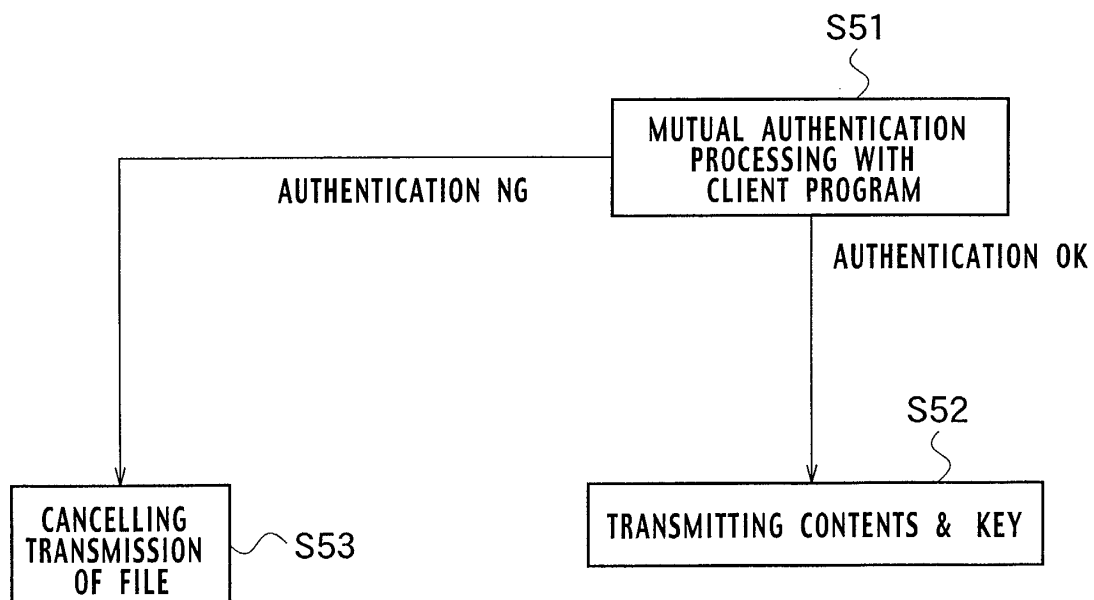 S51
MUTUAL AUTHENTICATION
PROCESSING WITH
CLIENT PROGRAM
AUTHENTICATION NG
AUTHENTICATION OK
S52
TRANSMITTING CONTENTS & KEY
CANCELLING
TRANSMISSION
OF FILE
S53